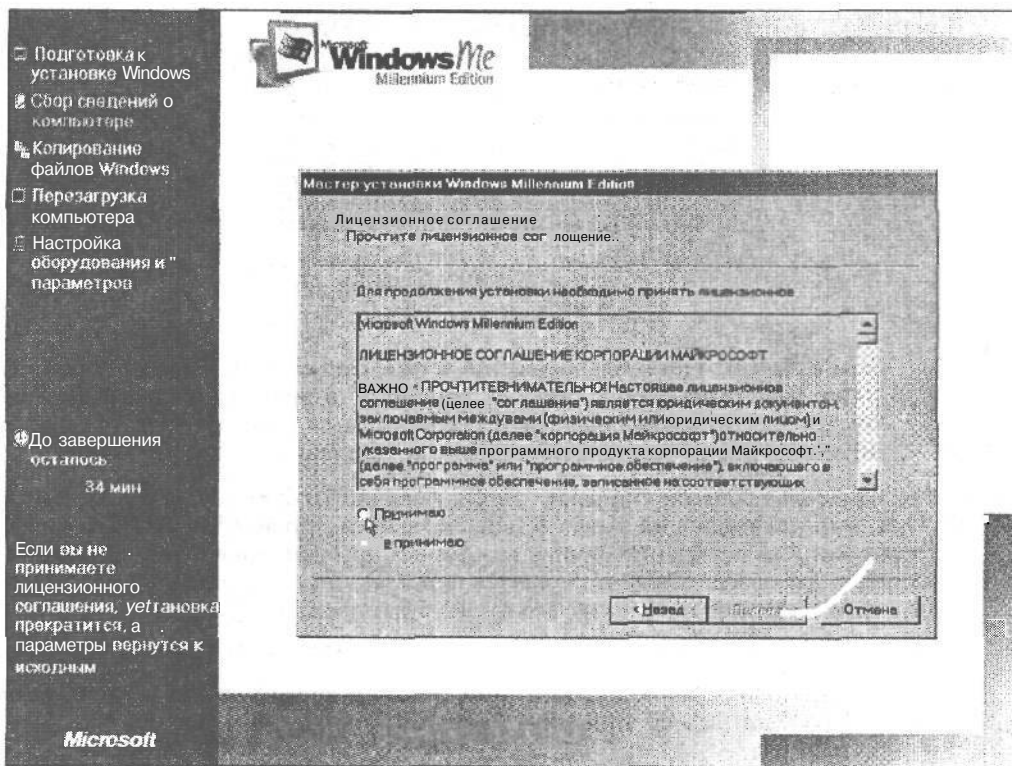 Подготовка к
установке Windows
Сбор сведений о
компьютере
Копирование
файлов Windows
Перезагрузка
компьютера
Настройка
оборудования и "
параметров
До завершения
осталось:
34 мин
Если вы не
принимаете
лицензионного
соглашения, yetтановка
прекратится, а
параметры вернутся к
исходным
Microsoft
Microsoft
Windows Me
Millennium Edition
Мастер установки Windows Millennium Edition
Лицензионное соглашение
Прочтите лицензионное сог лощение..
Для продолжения установки необходимо принять лицензионное
Microsoft Windows Millennium Edition
ЛИЦЕНЗИОННОЕ СОГЛАШЕНИЕ КОРПОРАЦИИ МАЙКРОСОФТ
ВАЖНО - ПРОЧТИТЕВНИМАТЕЛЬНО! Настоящее лицензионное
соглашение (целее "соглашение") является юридическим документом,
заключаемым междувами (физическим илиюридическим лицом) и
Microsoft Corporation (далее "корпорация Майкрософт") относительно
указанного выше программного продукта корпорации Майкрософт.',"
(далее "программа" или "программное обеспечение"), включающего в
себя программное обеспечение, записанное на соответствующих
Принимаю
е принимаю
< Назад
Отмена